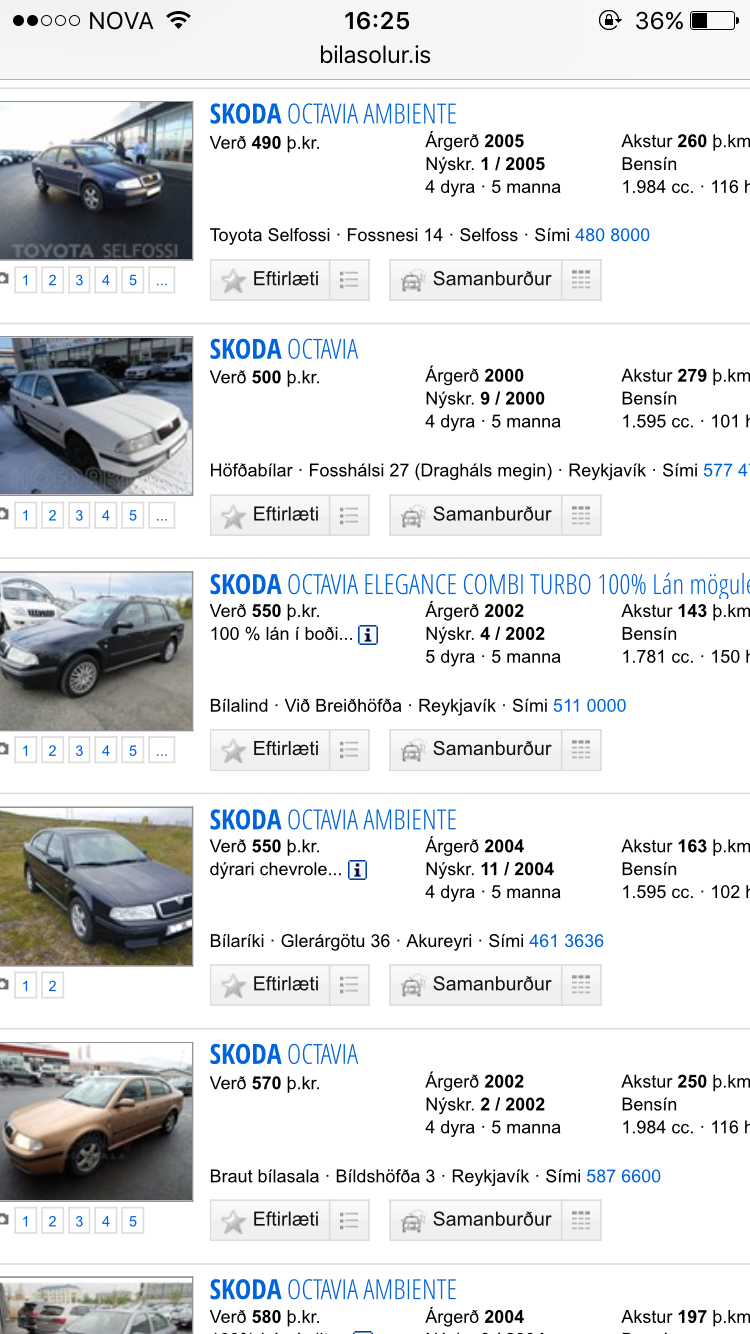 NOVA 16:25 36%
bilasolur.is
SKODA OCTAVIA AMBIENTE
Verð 490 þ.kr.
Árgerð 2005
Nýskr. 1 / 2005
4 dyra · 5 manna
Akstur 260 þ.km
Bensín
1.984 cc. · 116 h
TOYOTA SELFOSSI
Toyota Selfossi · Fossnesi 14 · Selfoss · Sími 480 8000
1 2 3 4 5 ...
Eftirlæti Samanburður
SKODA OCTAVIA
Verð 500 þ.kr.
Árgerð 2000
Nýskr. 9 / 2000
4 dyra · 5 manna
Akstur 279 þ.km
Bensín
1.595 cc. · 101 h
Höfðabílar · Fosshálsi 27 (Dragháls megin) · Reykjavík · Sími 577 47
1 2 3 4 5 ...
Eftirlæti Samanburður
SKODA OCTAVIA ELEGANCE COMBI TURBO 100% Lán mögule
Verð 550 þ.kr.
100 % lán í boði...
Árgerð 2002
Nýskr. 4 / 2002
5 dyra · 5 manna
Akstur 143 þ.km
Bensín
1.781 cc. · 150 h
Bílalind · Við Breiðhöfða · Reykjavík · Sími 511 0000
1 2 3 4 5 ...
Eftirlæti Samanburður
SKODA OCTAVIA AMBIENTE
Verð 550 þ.kr.
dýrari chevrole...
Árgerð 2004
Nýskr. 11 / 2004
4 dyra · 5 manna
Akstur 163 þ.km
Bensín
1.595 cc. · 102 h
Bílaríki · Glerárgötu 36 · Akureyri · Sími 461 3636
1 2
Eftirlæti Samanburður
SKODA OCTAVIA
Verð 570 þ.kr.
Árgerð 2002
Nýskr. 2 / 2002
4 dyra · 5 manna
Akstur 250 þ.km
Bensín
1.984 cc. · 116 h
Braut bílasala · Bíldshöfða 3 · Reykjavík · Sími 587 6600
1 2 3 4 5
Eftirlæti Samanburður
SKODA OCTAVIA AMBIENTE
Verð 580 þ.kr.
Árgerð 2004
Akstur 197 þ.km